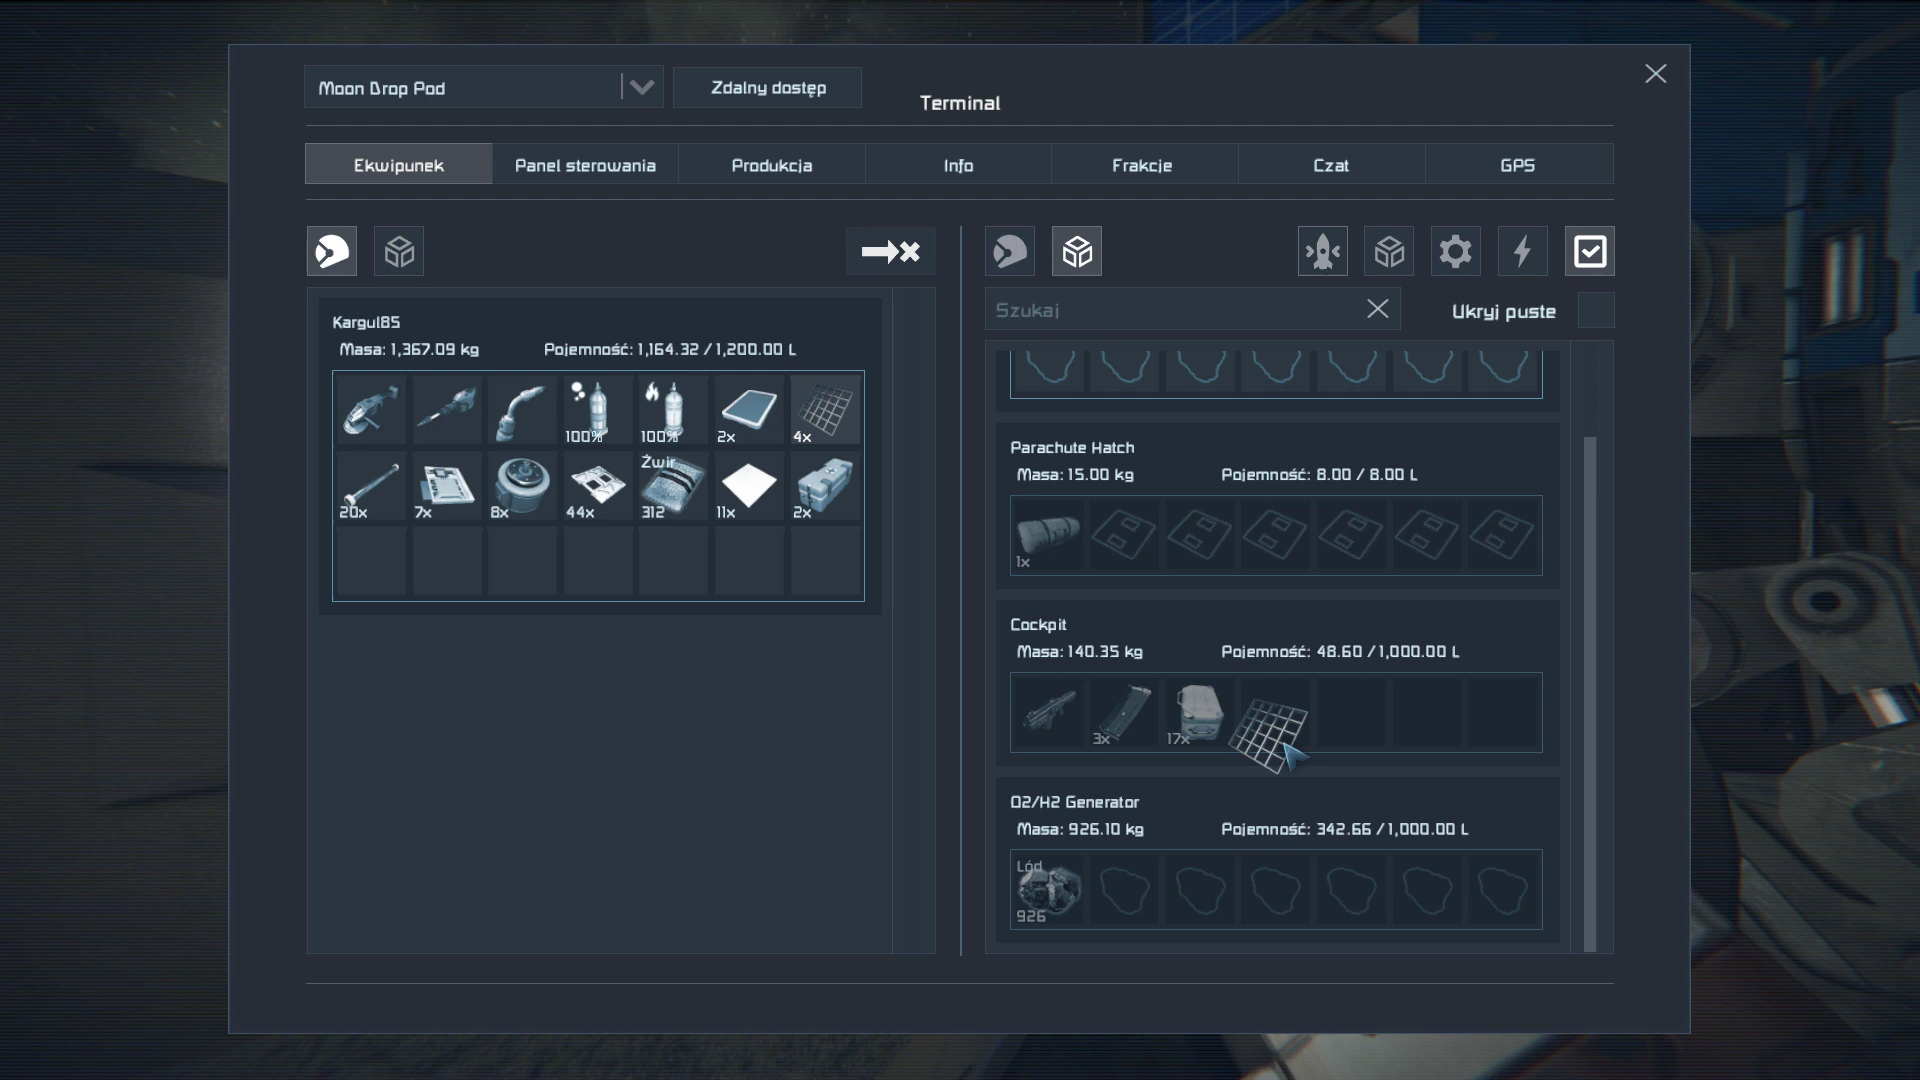 Moon Drop Pod
Zdalny dostęp
Terminal
Ekwipunek
Panel sterowania
Produkcja
Info
Frakcje
Czat
GPS
Kargul85
Masa: 1,367.09 kg
Pojemność: 1,164.32 / 1,200.00 L
100%
100%
2x
4x
20x
7x
8x
44x
Żwir
312
11x
2x
Szukaj
Ukryj puste
Parachute Hatch
Masa: 15.00 kg
Pojemność: 8.00 / 8.00 L
1x
Cockpit
Masa: 140.35 kg
Pojemność: 48.60 / 1,000.00 L
3x
17x
O2/H2 Generator
Masa: 926.10 kg
Pojemność: 342.66 / 1,000.00 L
Lód
926